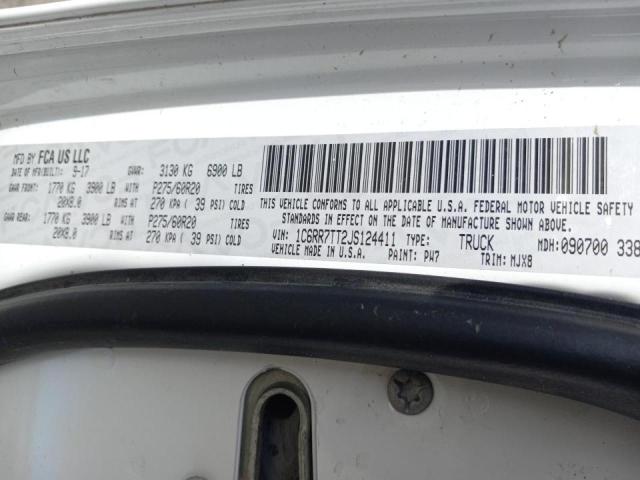 MFD BY FCA US LLC
DATE OF MFR(BUILT): 9-17 GVWR: 3130 KG 6900 LB
GAWR FRONT: 1770 KG 3900 LB WITH P275/60R20 TIRES
20X8.0 RIMS AT 270 KPA ( 39 PSI) COLD
GAWR REAR: 1770 KG 3900 LB WITH P275/60R20 TIRES
20X8.0 RIMS AT 270 KPA ( 39 PSI) COLD
THIS VEHICLE CONFORMS TO ALL APPLICABLE U.S.A. FEDERAL MOTOR VEHICLE SAFETY
STANDARDS IN EFFECT ON THE DATE OF MANUFACTURE SHOWN ABOVE.
VIN: 1C6RR7TT2JS124411 TYPE: TRUCK MDH:090700 338
VEHICLE MADE IN U.S.A. PAINT: PW7 TRIM: MJX8